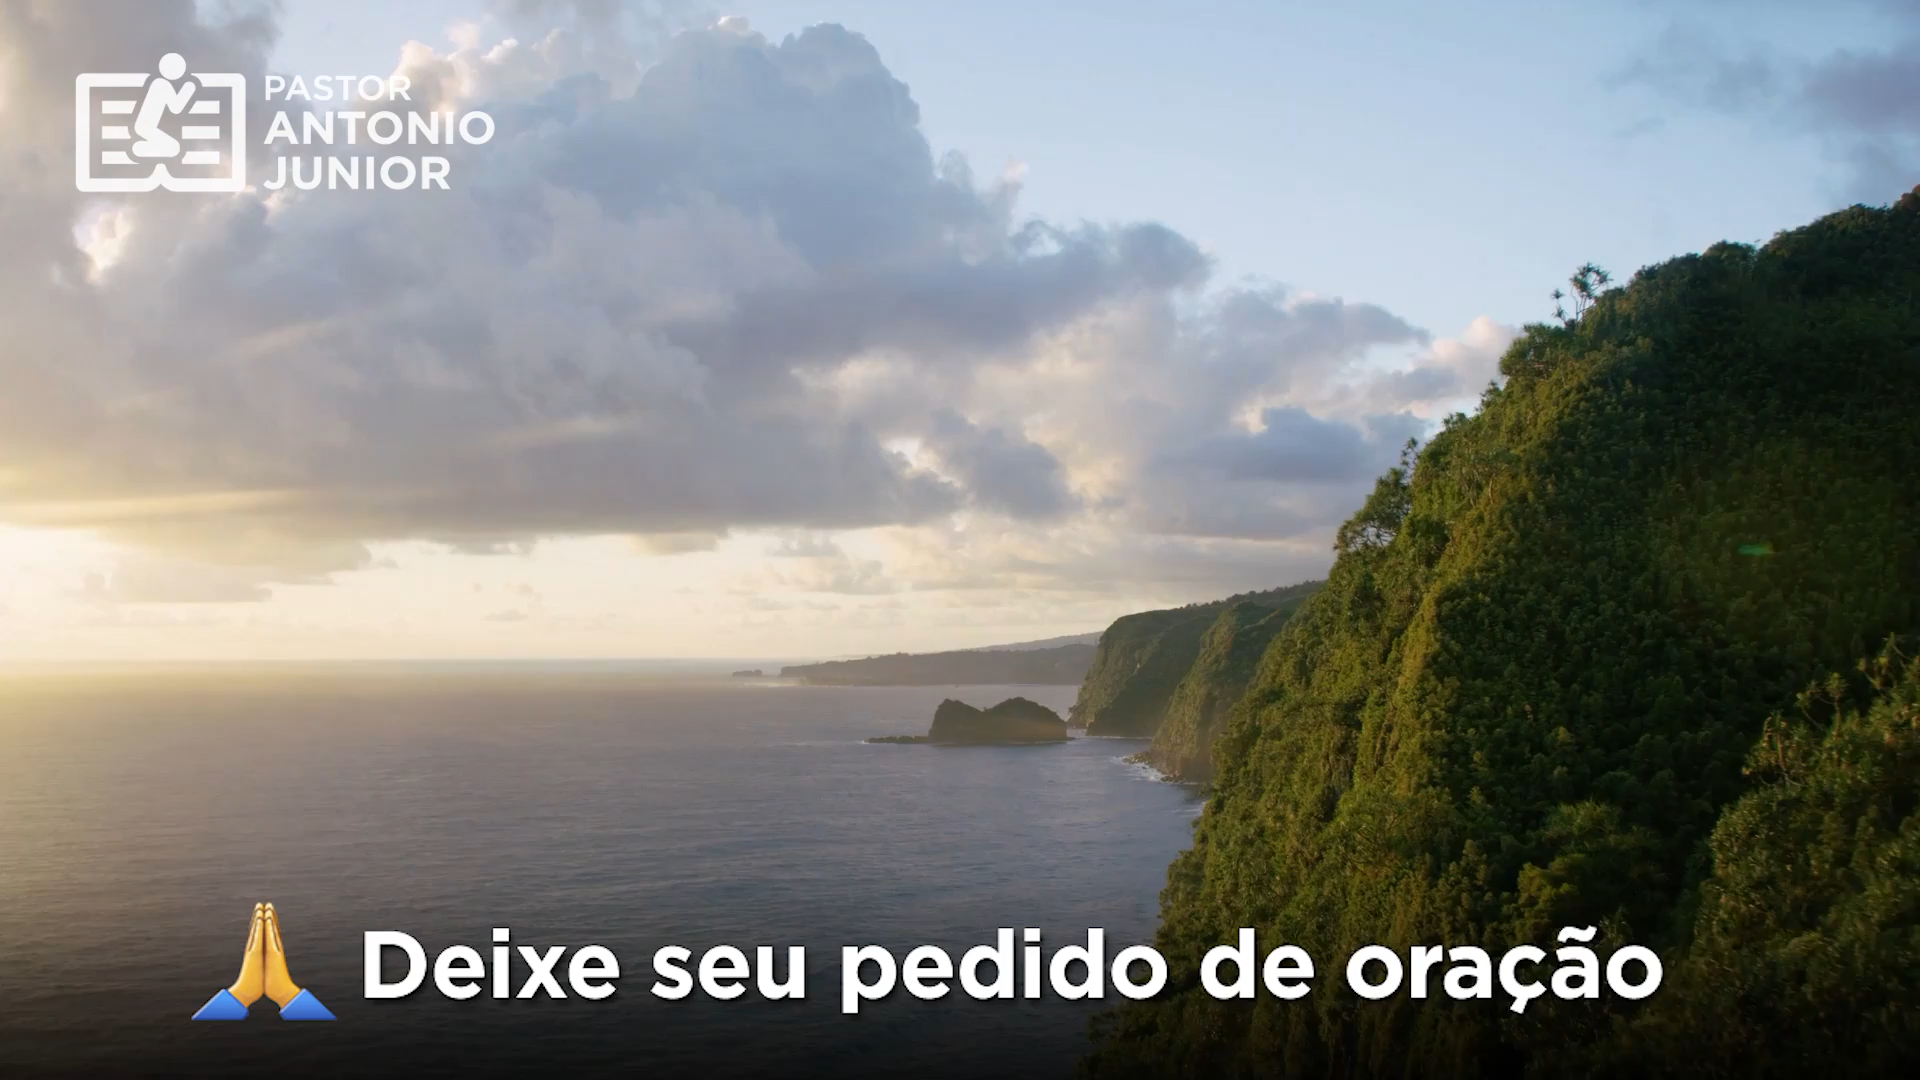 PASTOR
ANTONIO
JUNIOR
🙏 Deixe seu pedido de oração